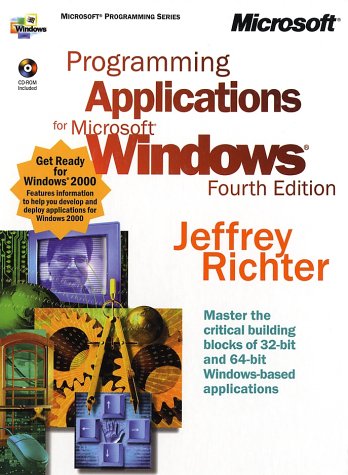 MICROSOFT® PROGRAMMING SERIES
Microsoft®
Windows
CD-ROM
Included
Programming
Applications
for Microsoft®
Windows®
Fourth Edition
Get Ready
for
Windows® 2000
Features information
to help you develop and
deploy applications for
Windows 2000
Jeffrey
Richter
Master the
critical building
blocks of 32-bit
and 64-bit
Windows-based
applications